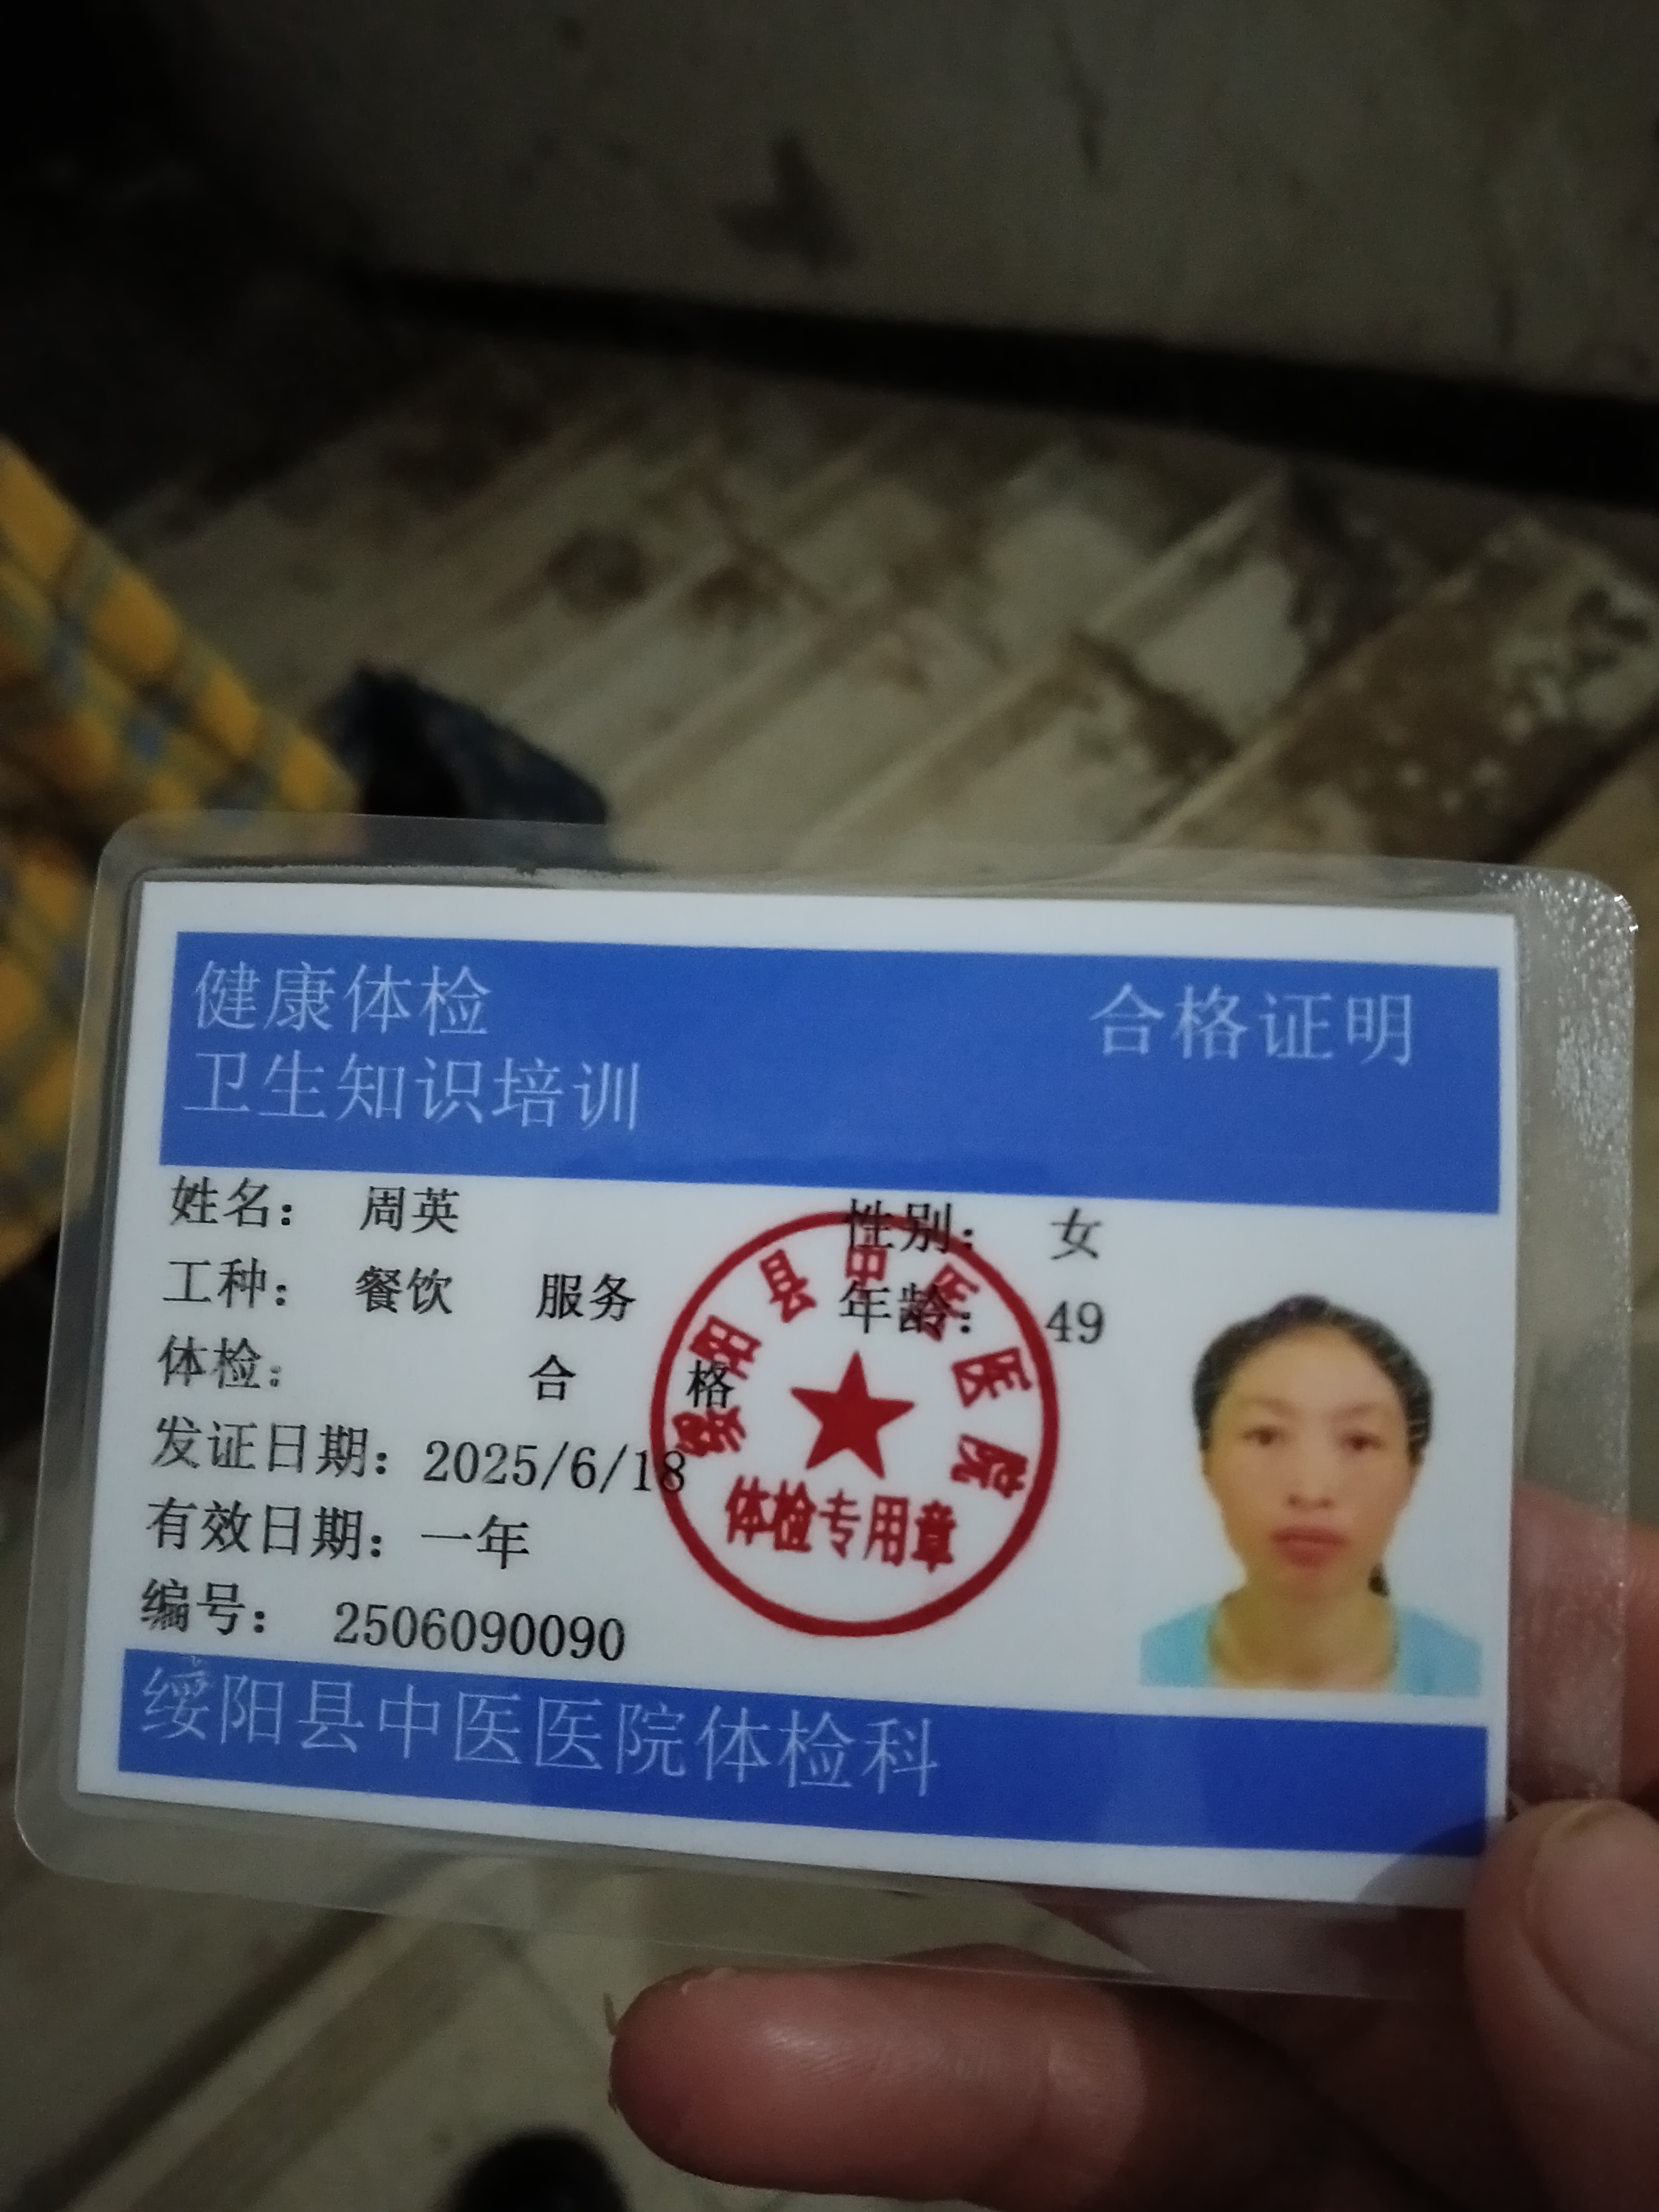 健康体检 合格证明
卫生知识培训
姓名： 周英 性别： 女
工种： 餐饮 服务 年龄： 49
体检： 合 格
发证日期：2025/6/18
有效日期：一年
编号： 2506090090
绥阳县中医医院
体检专用章
绥阳县中医医院体检科